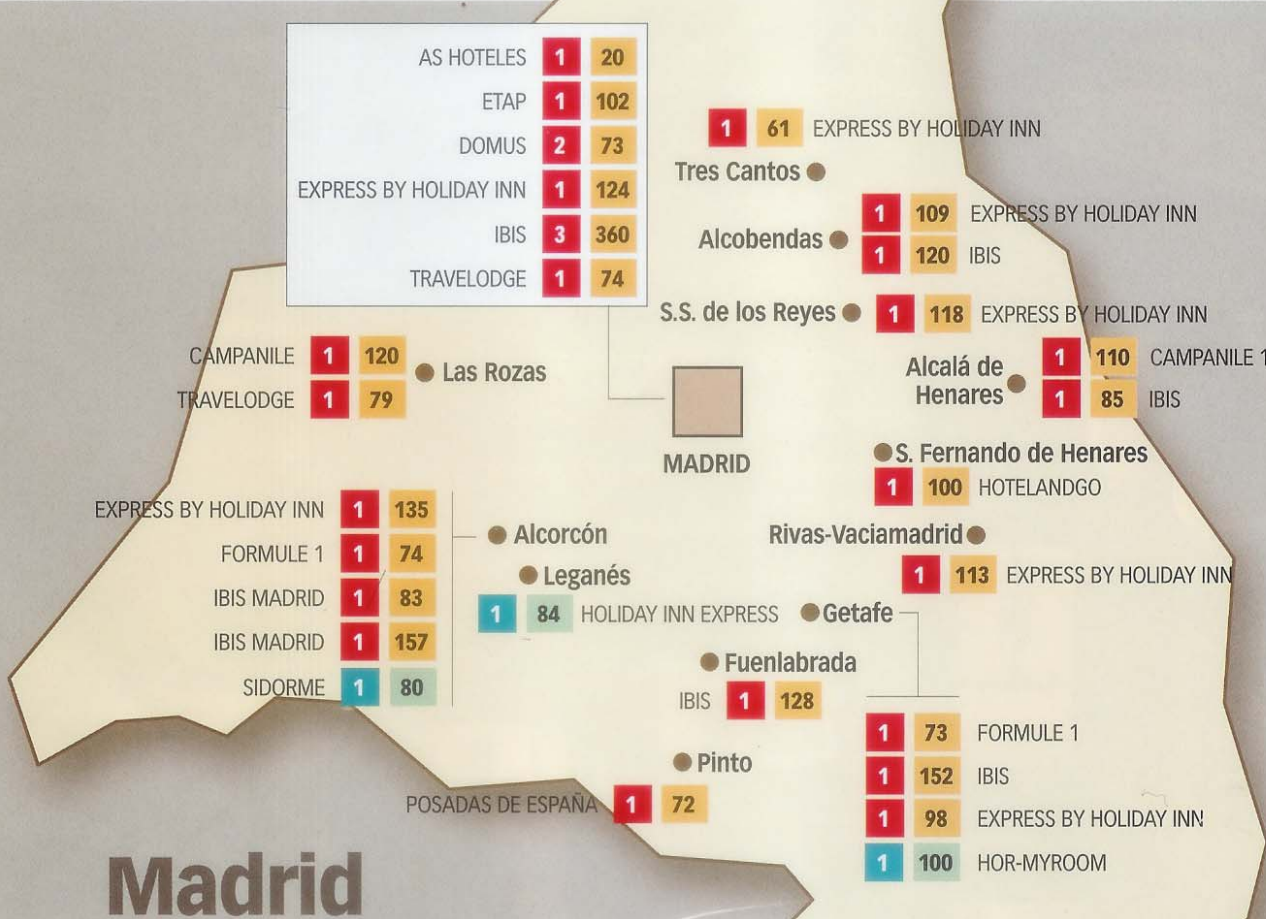 AS HOTELES 1 20
ETAP 1 102
DOMUS 2 73
EXPRESS BY HOLIDAY INN 1 124
IBIS 3 360
TRAVELODGE 1 74
1 61 EXPRESS BY HOLIDAY INN
Tres Cantos
Alcobendas
1 109 EXPRESS BY HOLIDAY INN
1 120 IBIS
S.S. de los Reyes 1 118 EXPRESS BY HOLIDAY INN
CAMPANILE 1 120
TRAVELODGE 1 79
Las Rozas
Alcalá de
Henares
1 110 CAMPANILE 1
1 85 IBIS
MADRID
S. Fernando de Henares
1 100 HOTELANDGO
EXPRESS BY HOLIDAY INN 1 135
FORMULE 1 1 74
IBIS MADRID 1 83
IBIS MADRID 1 157
SIDORME 1 80
Alcorcón
Rivas-Vaciamadrid
1 113 EXPRESS BY HOLIDAY INN
Leganés
1 84 HOLIDAY INN EXPRESS
Getafe
Fuenlabrada
IBIS 1 128
1 73 FORMULE 1
1 152 IBIS
1 98 EXPRESS BY HOLIDAY INN
1 100 HOR-MYROOM
Pinto
POSADAS DE ESPAÑA 1 72
Madrid